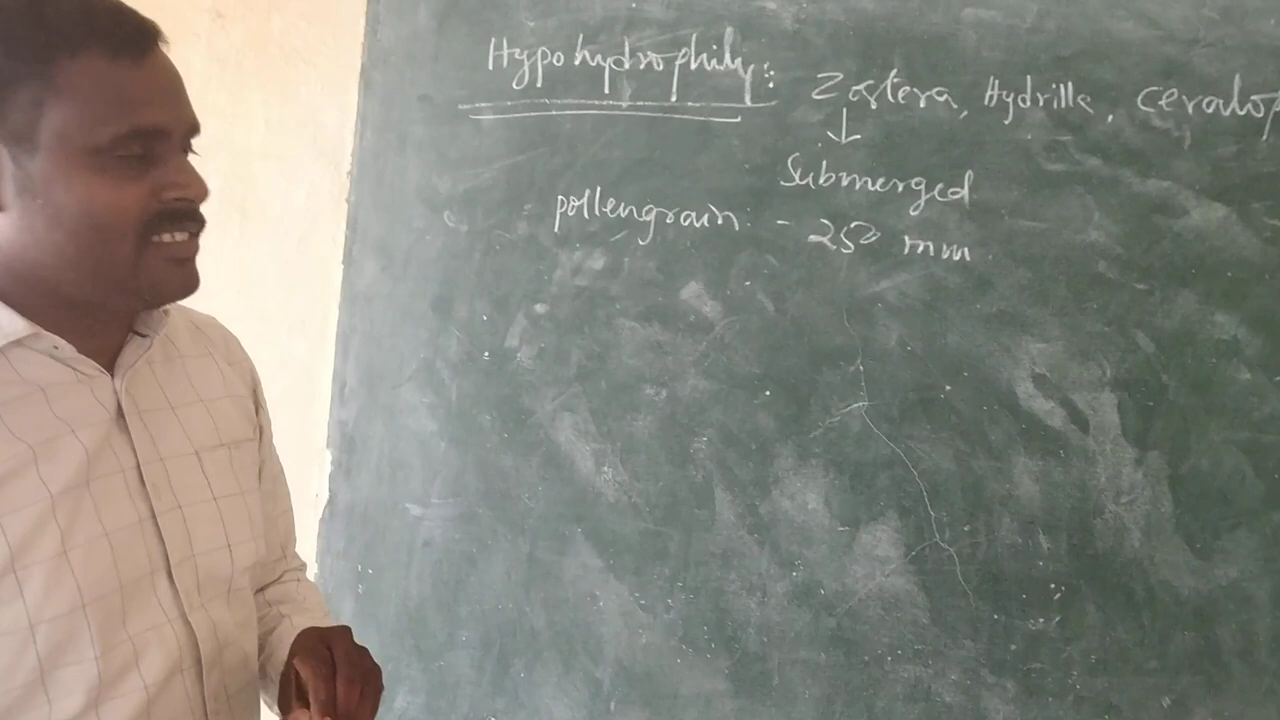 Hypohydrophily: Zostera, Hydrilla, ceratop
↓
Submerged
pollengrain: - 250 mm